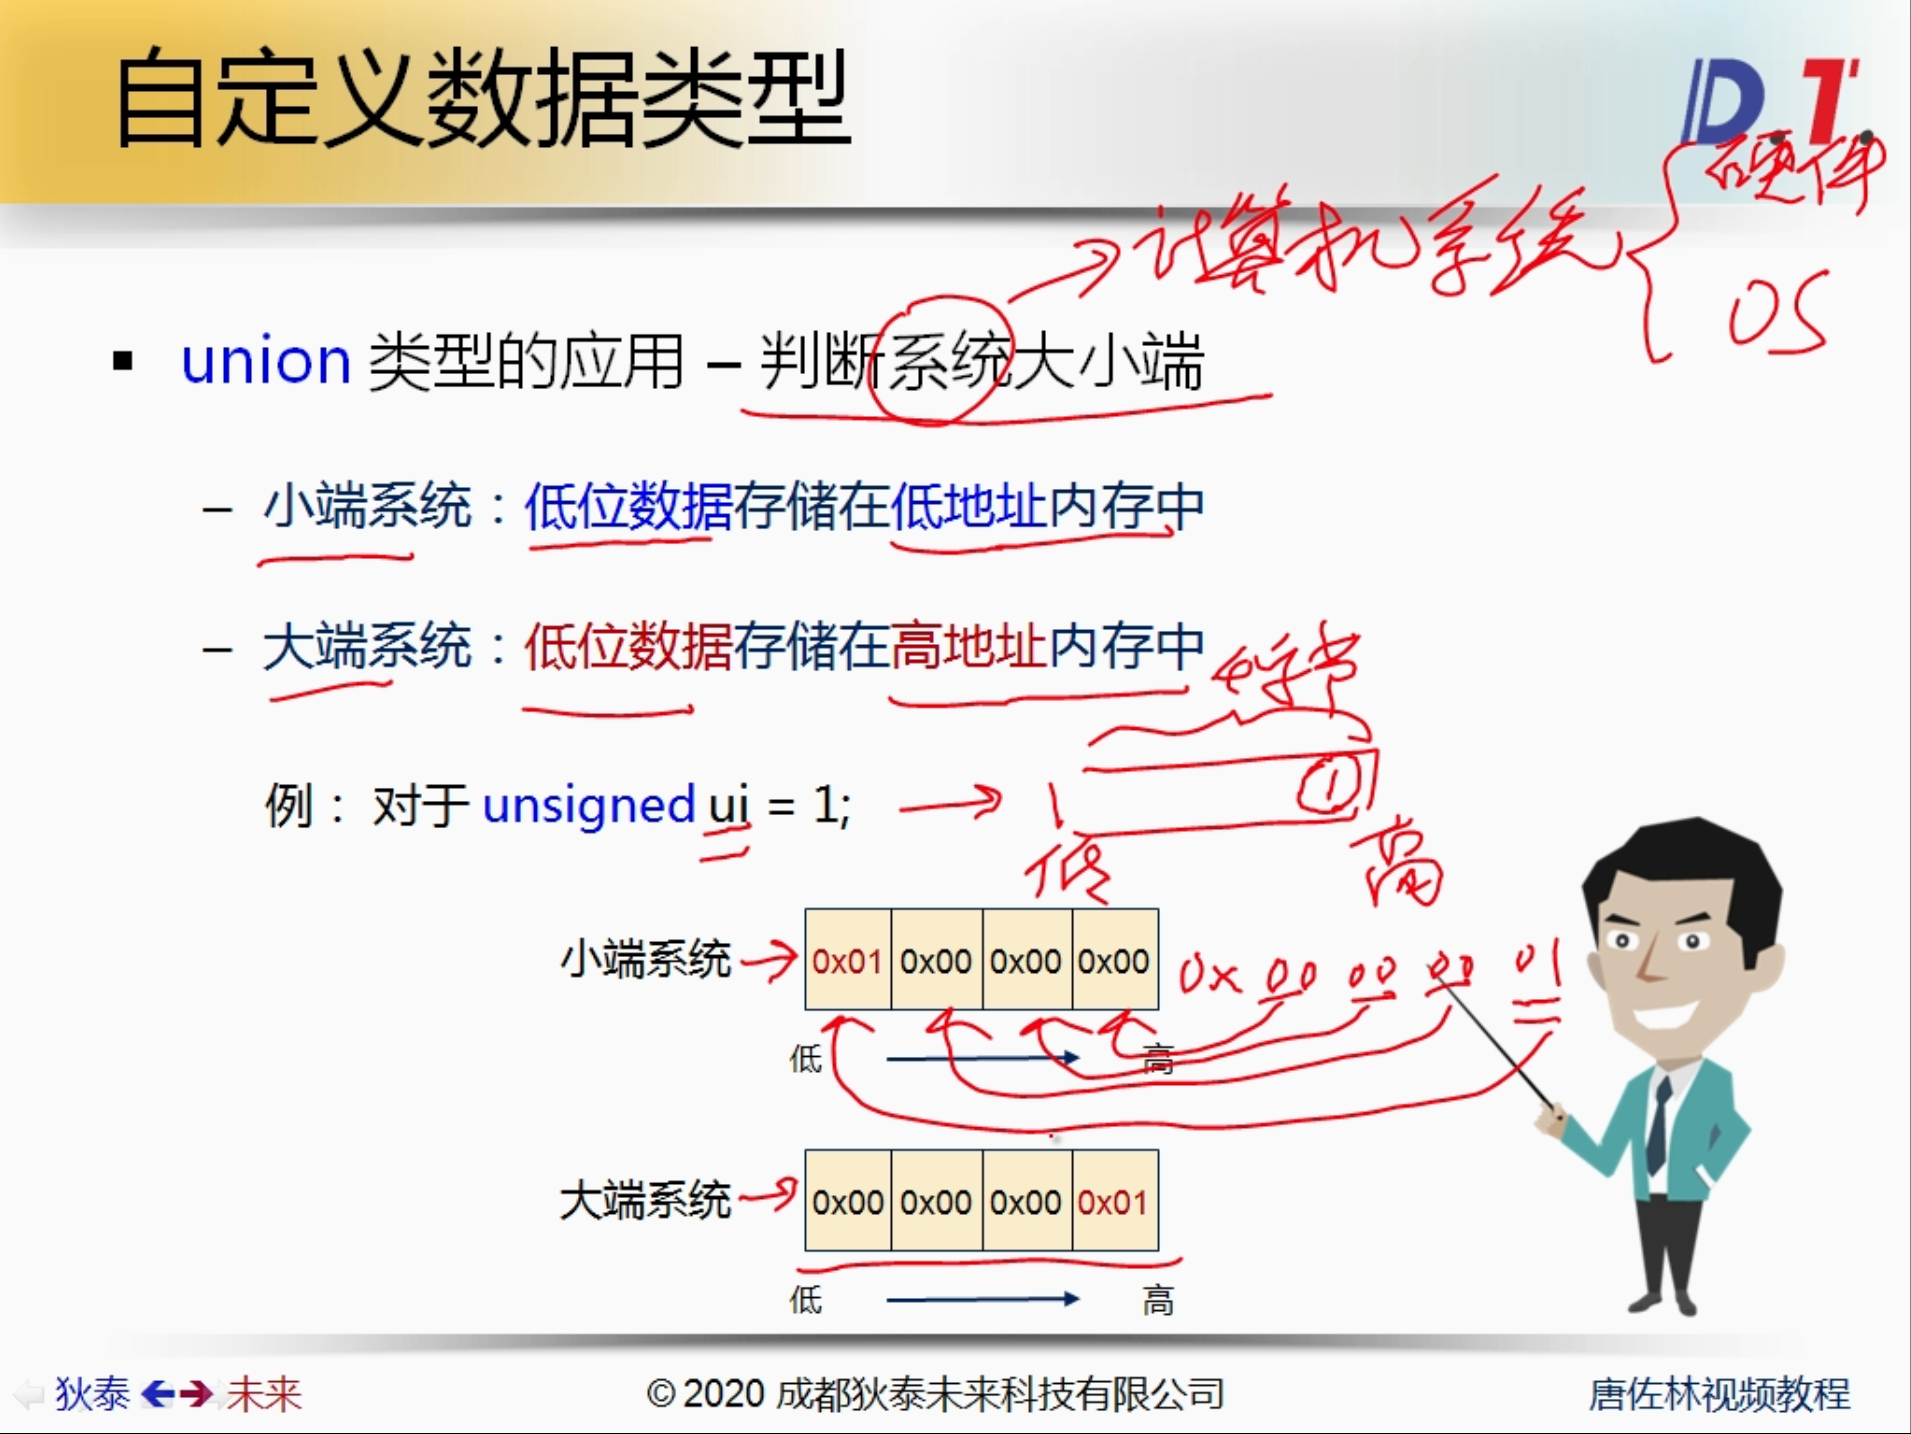 自定义数据类型
D.T.
硬件
计算机系统
OS
▪ union 类型的应用 – 判断系统大小端
– 小端系统：低位数据存储在低地址内存中
– 大端系统：低位数据存储在高地址内存中
4字节
例： 对于 unsigned ui = 1;
1
低 高
小端系统 0x01 0x00 0x00 0x00 0x 00 00 00 01
低 高
大端系统 0x00 0x00 0x00 0x01
低 高
狄泰 未来 © 2020 成都狄泰未来科技有限公司 唐佐林视频教程